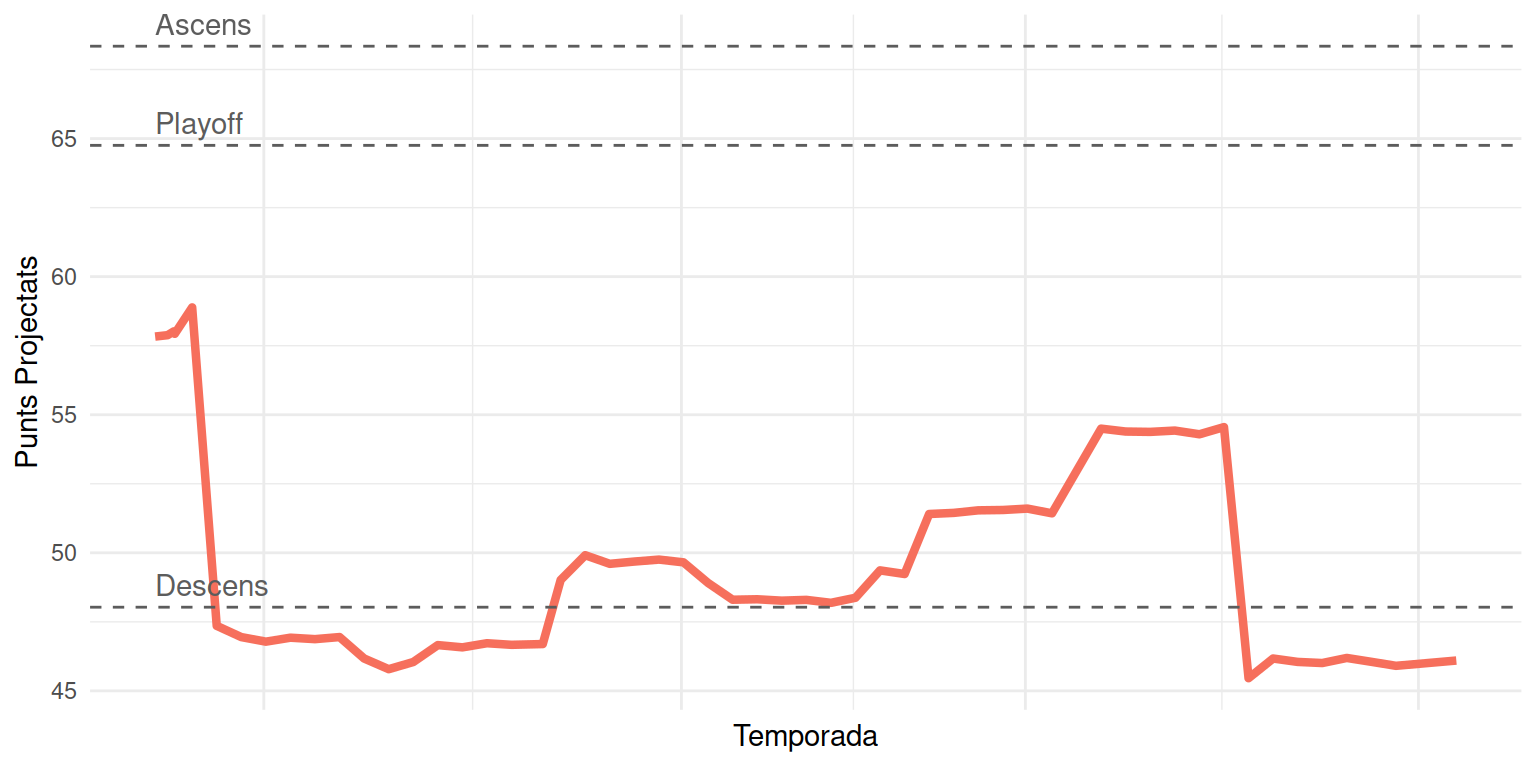 Ascens
Playoff
65
60
55
50
45
Descens
Punts Projectats
Temporada